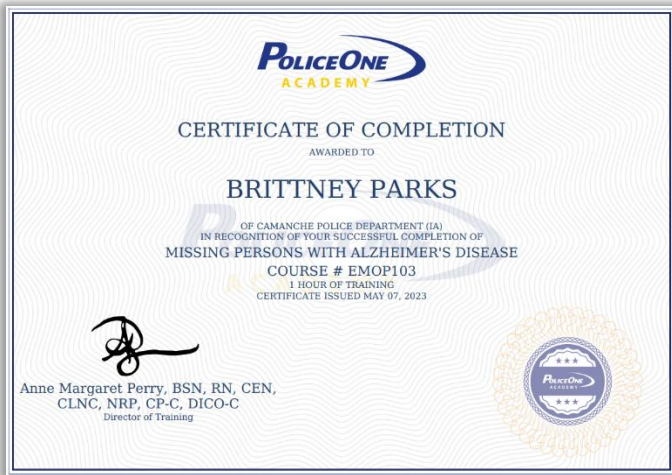 POLICEONE
ACADEMY
CERTIFICATE OF COMPLETION
AWARDED TO
BRITTNEY PARKS
OF CAMANCHE POLICE DEPARTMENT (IA)
IN RECOGNITION OF YOUR SUCCESSFUL COMPLETION OF
MISSING PERSONS WITH ALZHEIMER'S DISEASE
COURSE # EMOP103
1 HOUR OF TRAINING
CERTIFICATE ISSUED MAY 07, 2023
Anne Margaret Perry, BSN, RN, CEN,
CLNC, NRP, CP-C, DICO-C
Director of Training
POLICEONE
ACADEMY